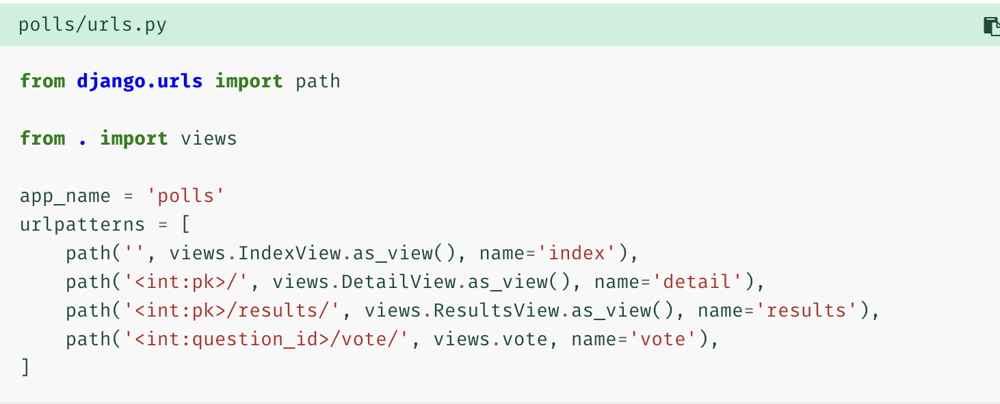 polls/urls.py
from django.urls import path
from . import views
app_name = 'polls'
urlpatterns = [
    path('', views.IndexView.as_view(), name='index'),
    path('<int:pk>/', views.DetailView.as_view(), name='detail'),
    path('<int:pk>/results/', views.ResultsView.as_view(), name='results'),
    path('<int:question_id>/vote/', views.vote, name='vote'),
]